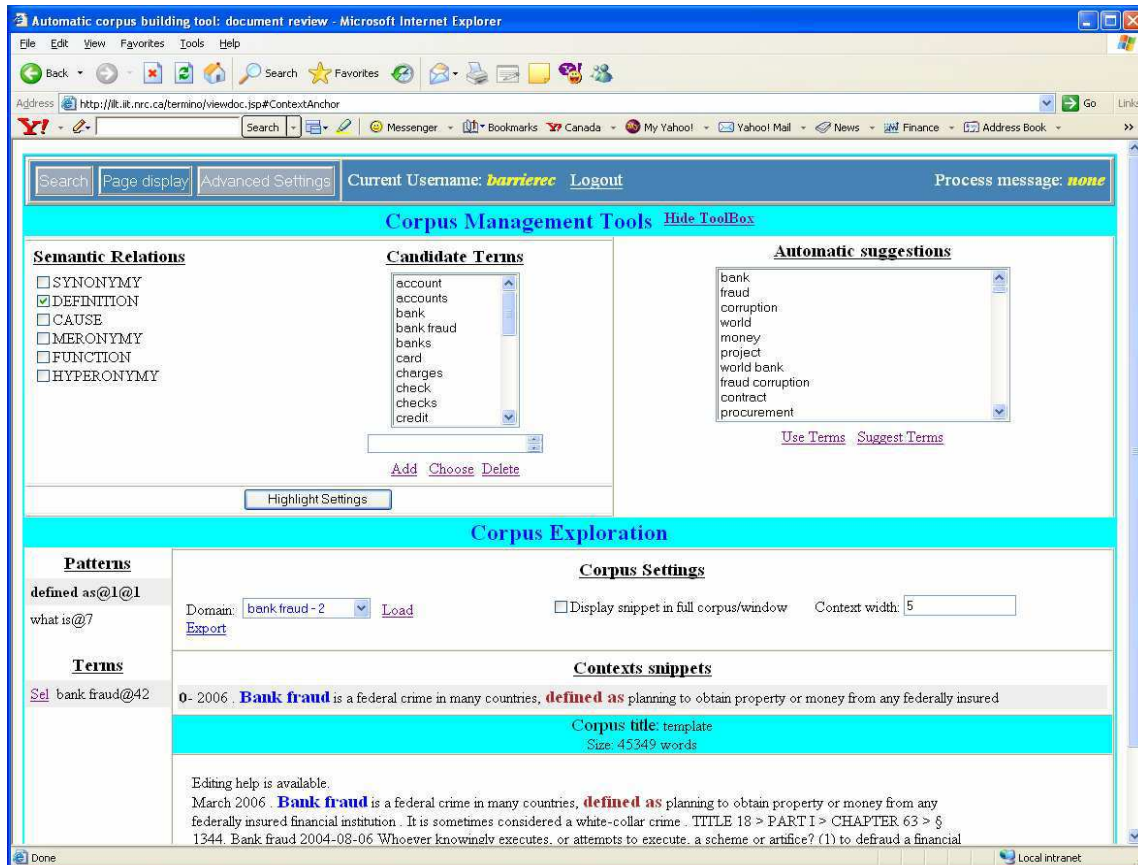 Automatic corpus building tool: document review - Microsoft Internet Explorer
File Edit View Favorites Tools Help
Back Search Favorites
Address http://ilt.iit.nrc.ca/termino/viewdoc.jsp#ContextAnchor Go Links
Y! Search Messenger Bookmarks Y! Canada My Yahoo! Yahoo! Mail News Finance Address Book »
Search Page display Advanced Settings Current Username: barrierec Logout Process message: none
Corpus Management Tools Hide ToolBox
Semantic Relations
SYNONYMY
DEFINITION
CAUSE
MERONYMY
FUNCTION
HYPERONYMY
Candidate Terms
account
accounts
bank
bank fraud
banks
card
charges
check
checks
credit
Add Choose Delete
Highlight Settings
Automatic suggestions
bank
fraud
corruption
world
money
project
world bank
fraud corruption
contract
procurement
Use Terms Suggest Terms
Corpus Exploration
Patterns
defined as@1@1
what is@7
Terms
Sel bank fraud@42
Corpus Settings
Domain: bank fraud - 2 Load Display snippet in full corpus/window Context width: 5
Export
Contexts snippets
0- 2006 . Bank fraud is a federal crime in many countries, defined as planning to obtain property or money from any federally insured
Corpus title: template
Size: 45349 words
Editing help is available.
March 2006 . Bank fraud is a federal crime in many countries, defined as planning to obtain property or money from any
federally insured financial institution . It is sometimes considered a white-collar crime . TITLE 18 > PART I > CHAPTER 63 > §
1344. Bank fraud 2004-08-06 Whoever knowingly executes, or attempts to execute, a scheme or artifice? (1) to defraud a financial
Done Local intranet